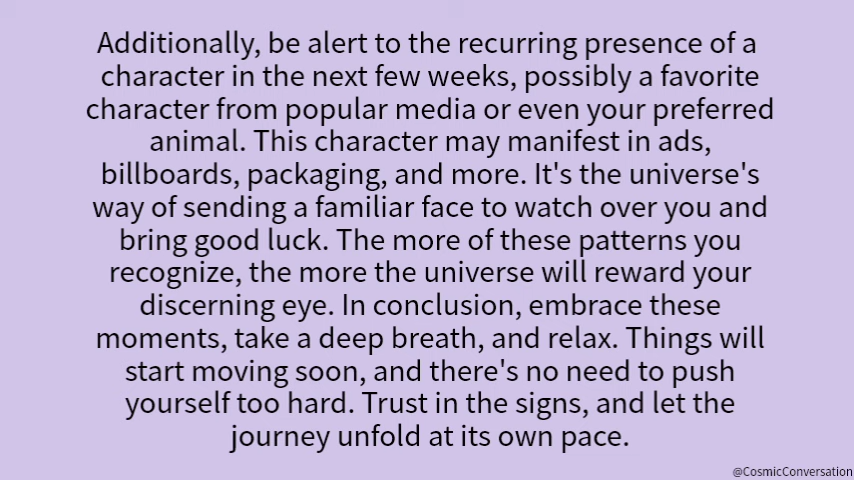 Additionally, be alert to the recurring presence of a
character in the next few weeks, possibly a favorite
character from popular media or even your preferred
animal. This character may manifest in ads,
billboards, packaging, and more. It's the universe's
way of sending a familiar face to watch over you and
bring good luck. The more of these patterns you
recognize, the more the universe will reward your
discerning eye. In conclusion, embrace these
moments, take a deep breath, and relax. Things will
start moving soon, and there's no need to push
yourself too hard. Trust in the signs, and let the
journey unfold at its own pace.
@CosmicConversation